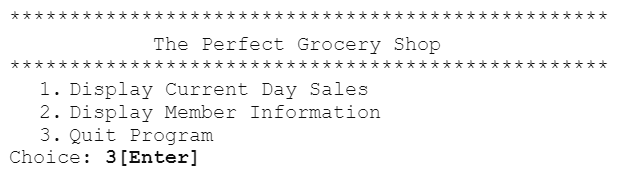 **************************************************
The Perfect Grocery Shop
**************************************************
1. Display Current Day Sales
2. Display Member Information
3. Quit Program
Choice: 3[Enter]